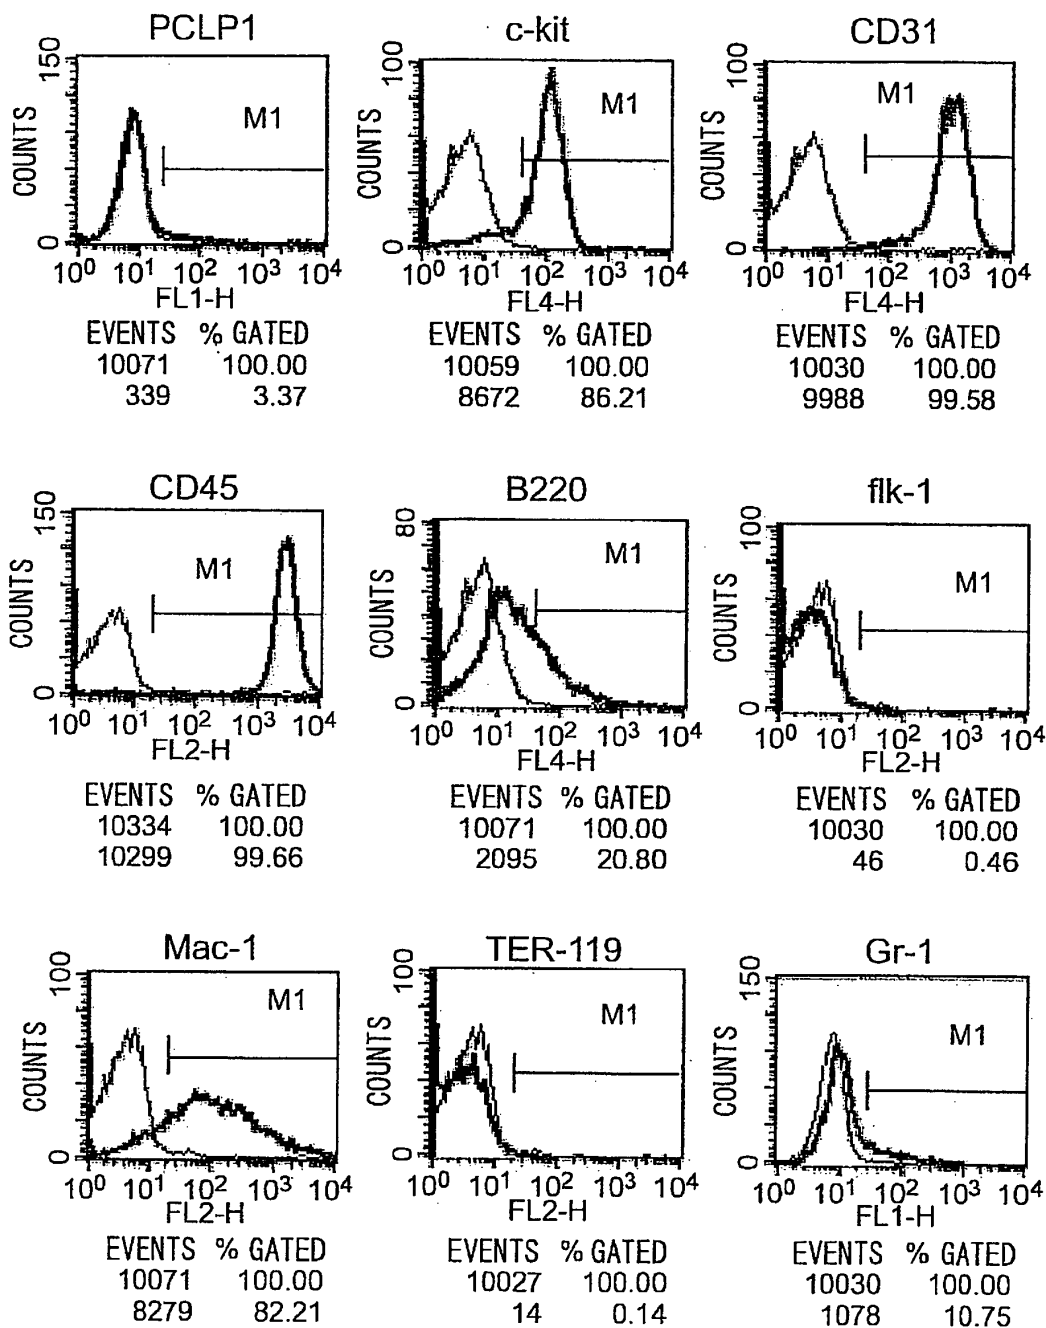 PCLP1
150
COUNTS
0
M1
10^0 10^1 10^2 10^3 10^4
FL1-H
EVENTS % GATED
10071 100.00
339 3.37
c-kit
100
COUNTS
0
M1
10^0 10^1 10^2 10^3 10^4
FL4-H
EVENTS % GATED
10059 100.00
8672 86.21
CD31
100
COUNTS
0
M1
10^0 10^1 10^2 10^3 10^4
FL4-H
EVENTS % GATED
10030 100.00
9988 99.58
CD45
150
COUNTS
0
M1
10^0 10^1 10^2 10^3 10^4
FL2-H
EVENTS % GATED
10334 100.00
10299 99.66
B220
80
COUNTS
0
M1
10^0 10^1 10^2 10^3 10^4
FL4-H
EVENTS % GATED
10071 100.00
2095 20.80
flk-1
100
COUNTS
0
M1
10^0 10^1 10^2 10^3 10^4
FL2-H
EVENTS % GATED
10030 100.00
46 0.46
Mac-1
100
COUNTS
0
M1
10^0 10^1 10^2 10^3 10^4
FL2-H
EVENTS % GATED
10071 100.00
8279 82.21
TER-119
100
COUNTS
0
M1
10^0 10^1 10^2 10^3 10^4
FL2-H
EVENTS % GATED
10027 100.00
14 0.14
Gr-1
150
COUNTS
0
M1
10^0 10^1 10^2 10^3 10^4
FL1-H
EVENTS % GATED
10030 100.00
1078 10.75